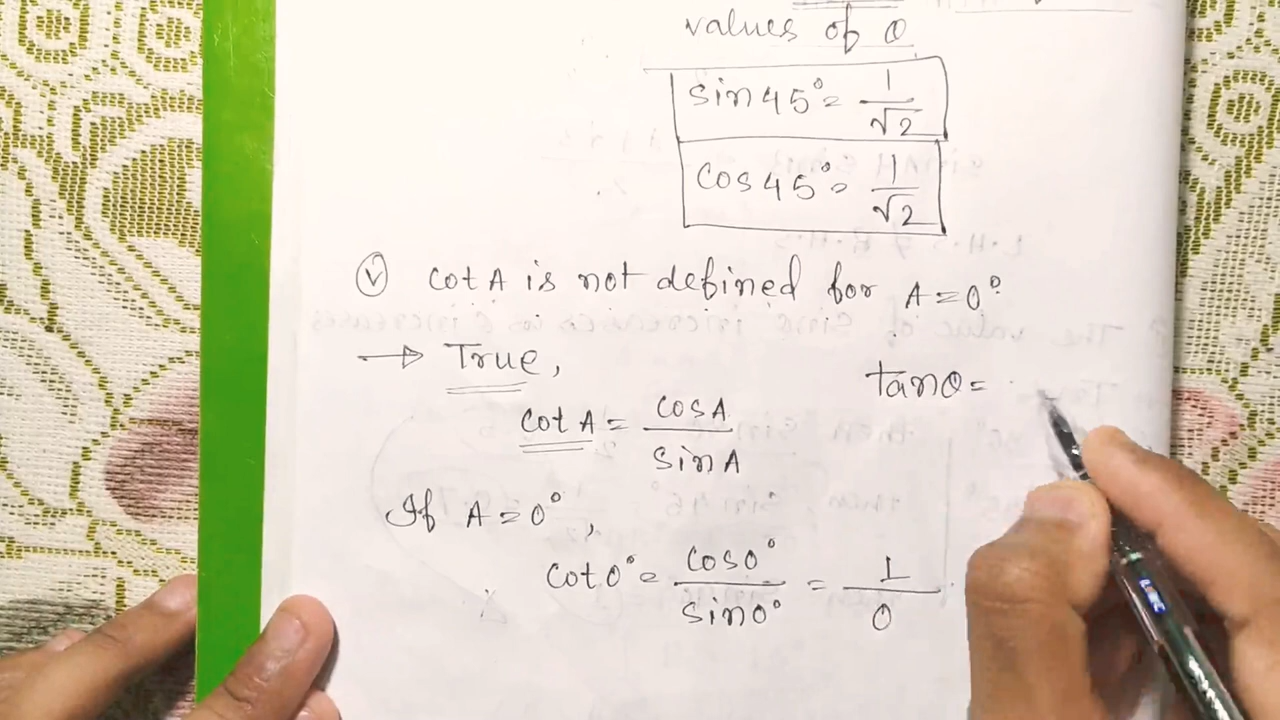 values of θ
sin 45° = 1/√2
cos 45° = 1/√2
(v) cot A is not defined for A = 0°.
→ True,
tanθ =
cot A = cos A / sin A
If A = 0°,
cot 0° = cos 0° / sin 0° = 1/0